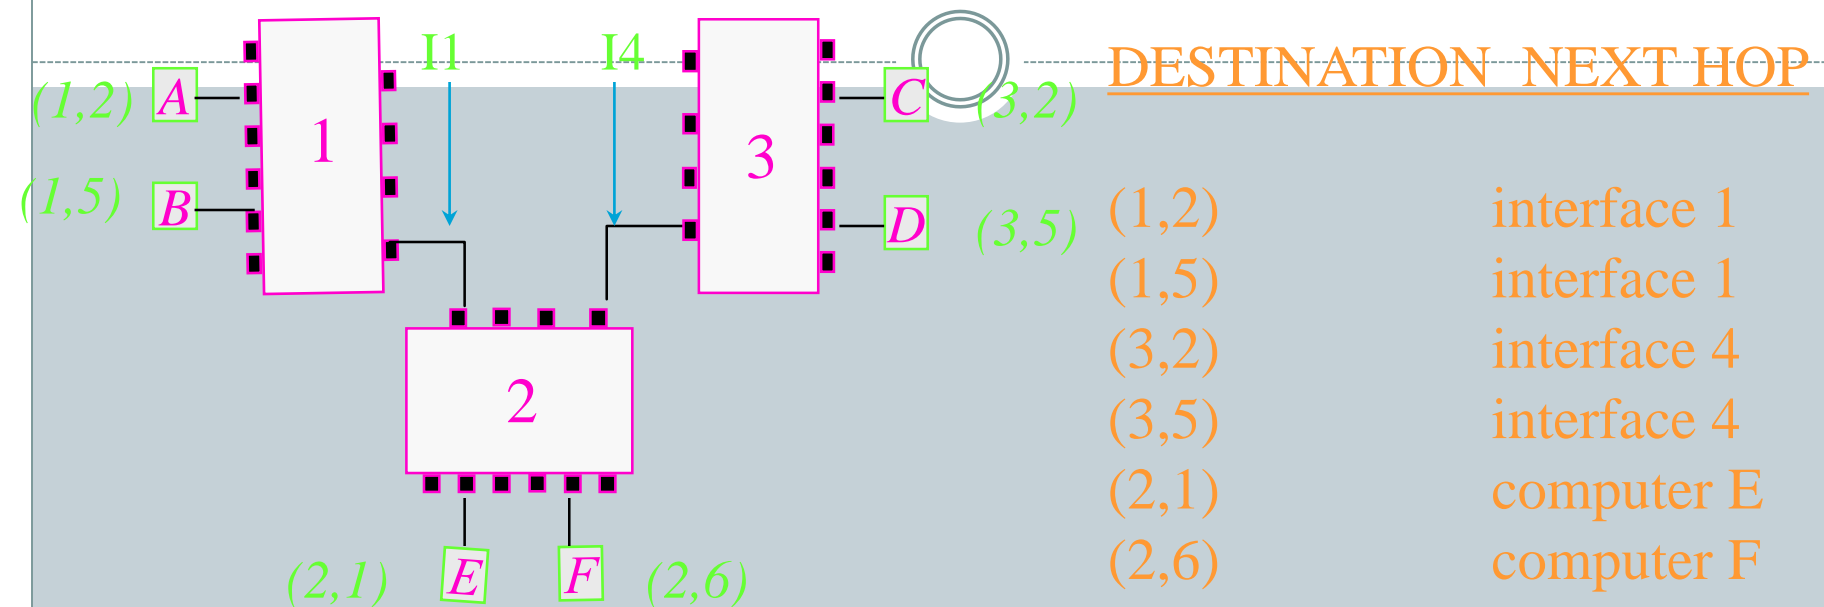 I1 I4
DESTINATION NEXT HOP
(1,2) A
C (3,2)
1
3
(1,5) B
D (3,5)
(1,2) interface 1
(1,5) interface 1
(3,2) interface 4
(3,5) interface 4
(2,1) computer E
(2,6) computer F
2
(2,1) E
F (2,6)